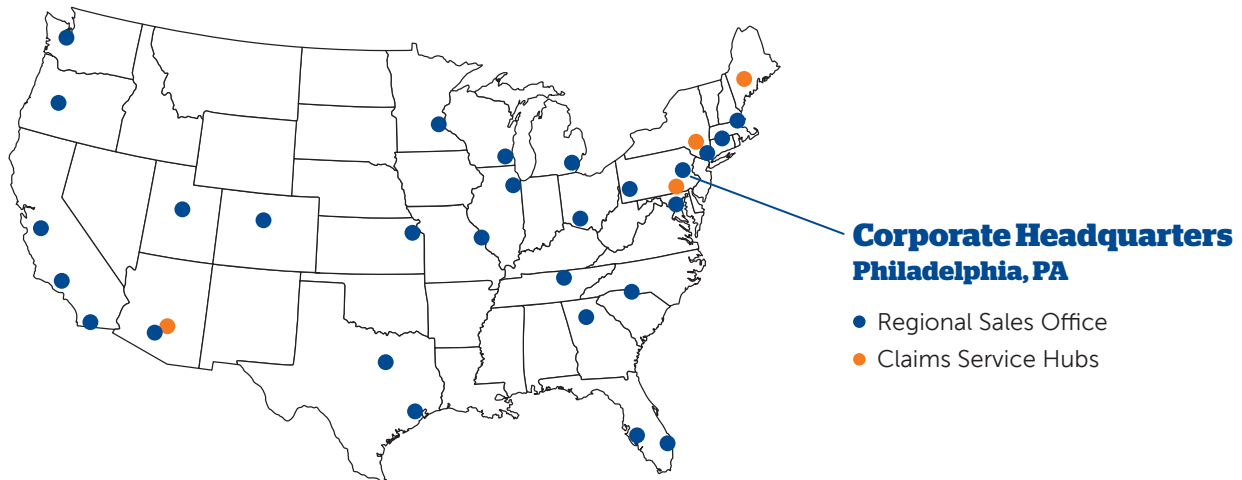 Corporate Headquarters
Philadelphia, PA
Regional Sales Office
Claims Service Hubs